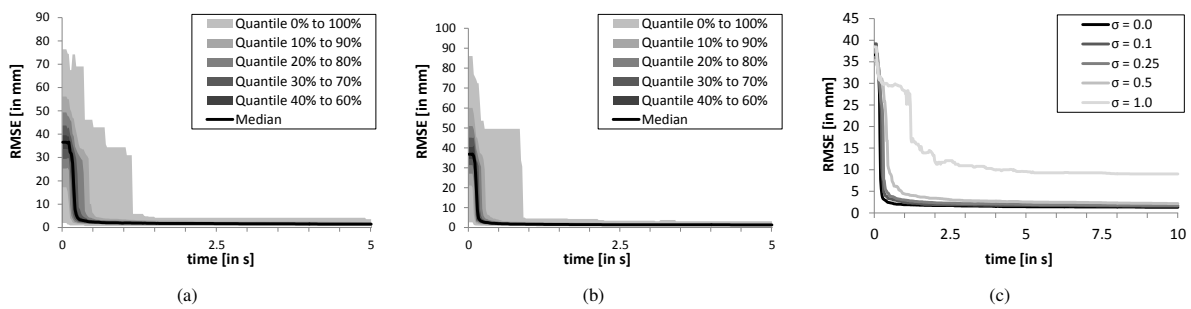 90
80
70
60
50
40
30
20
10
0
RMSE [in mm]
0
2.5
5
time [in s]
Quantile 0% to 100%
Quantile 10% to 90%
Quantile 20% to 80%
Quantile 30% to 70%
Quantile 40% to 60%
Median
(a)
100
90
80
70
60
50
40
30
20
10
0
RMSE [in mm]
0
2.5
5
time [in s]
Quantile 0% to 100%
Quantile 10% to 90%
Quantile 20% to 80%
Quantile 30% to 70%
Quantile 40% to 60%
Median
(b)
45
40
35
30
25
20
15
10
5
0
RMSE [in mm]
0
2.5
5
7.5
10
time [in s]
σ = 0.0
σ = 0.1
σ = 0.25
σ = 0.5
σ = 1.0
(c)